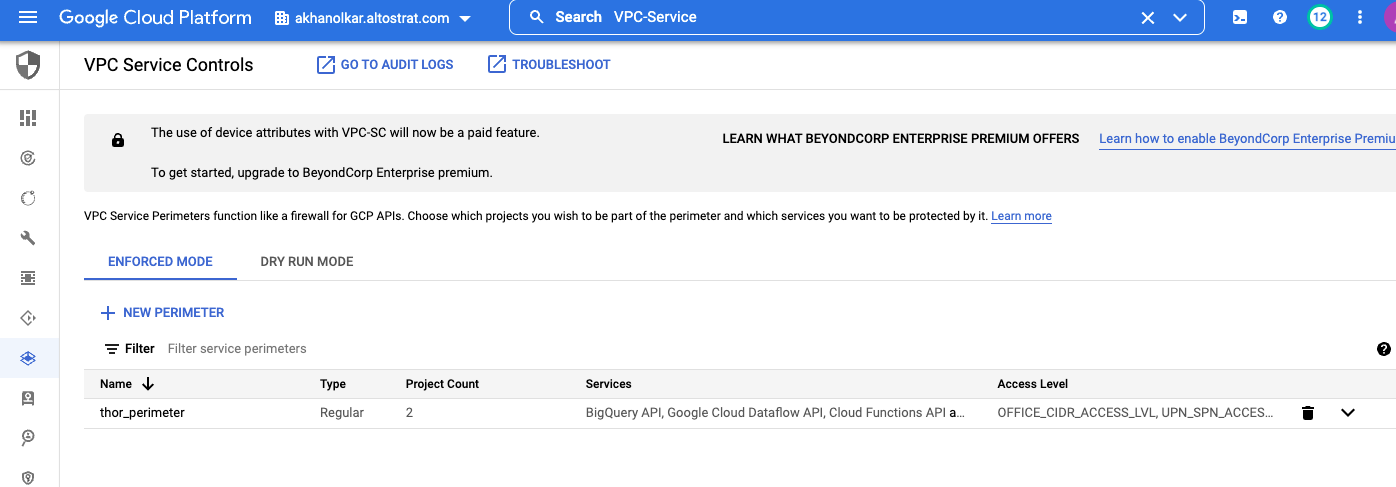 Google Cloud Platform akhanolkar.altostrat.com Search VPC-Service 12
VPC Service Controls GO TO AUDIT LOGS TROUBLESHOOT
The use of device attributes with VPC-SC will now be a paid feature.
LEARN WHAT BEYONDCORP ENTERPRISE PREMIUM OFFERS Learn how to enable BeyondCorp Enterprise Premiu
To get started, upgrade to BeyondCorp Enterprise premium.
VPC Service Perimeters function like a firewall for GCP APIs. Choose which projects you wish to be part of the perimeter and which services you want to be protected by it. Learn more
ENFORCED MODE DRY RUN MODE
NEW PERIMETER
Filter Filter service perimeters
Name Type Project Count Services Access Level
thor_perimeter Regular 2 BigQuery API, Google Cloud Dataflow API, Cloud Functions API a... OFFICE_CIDR_ACCESS_LVL, UPN_SPN_ACCES...